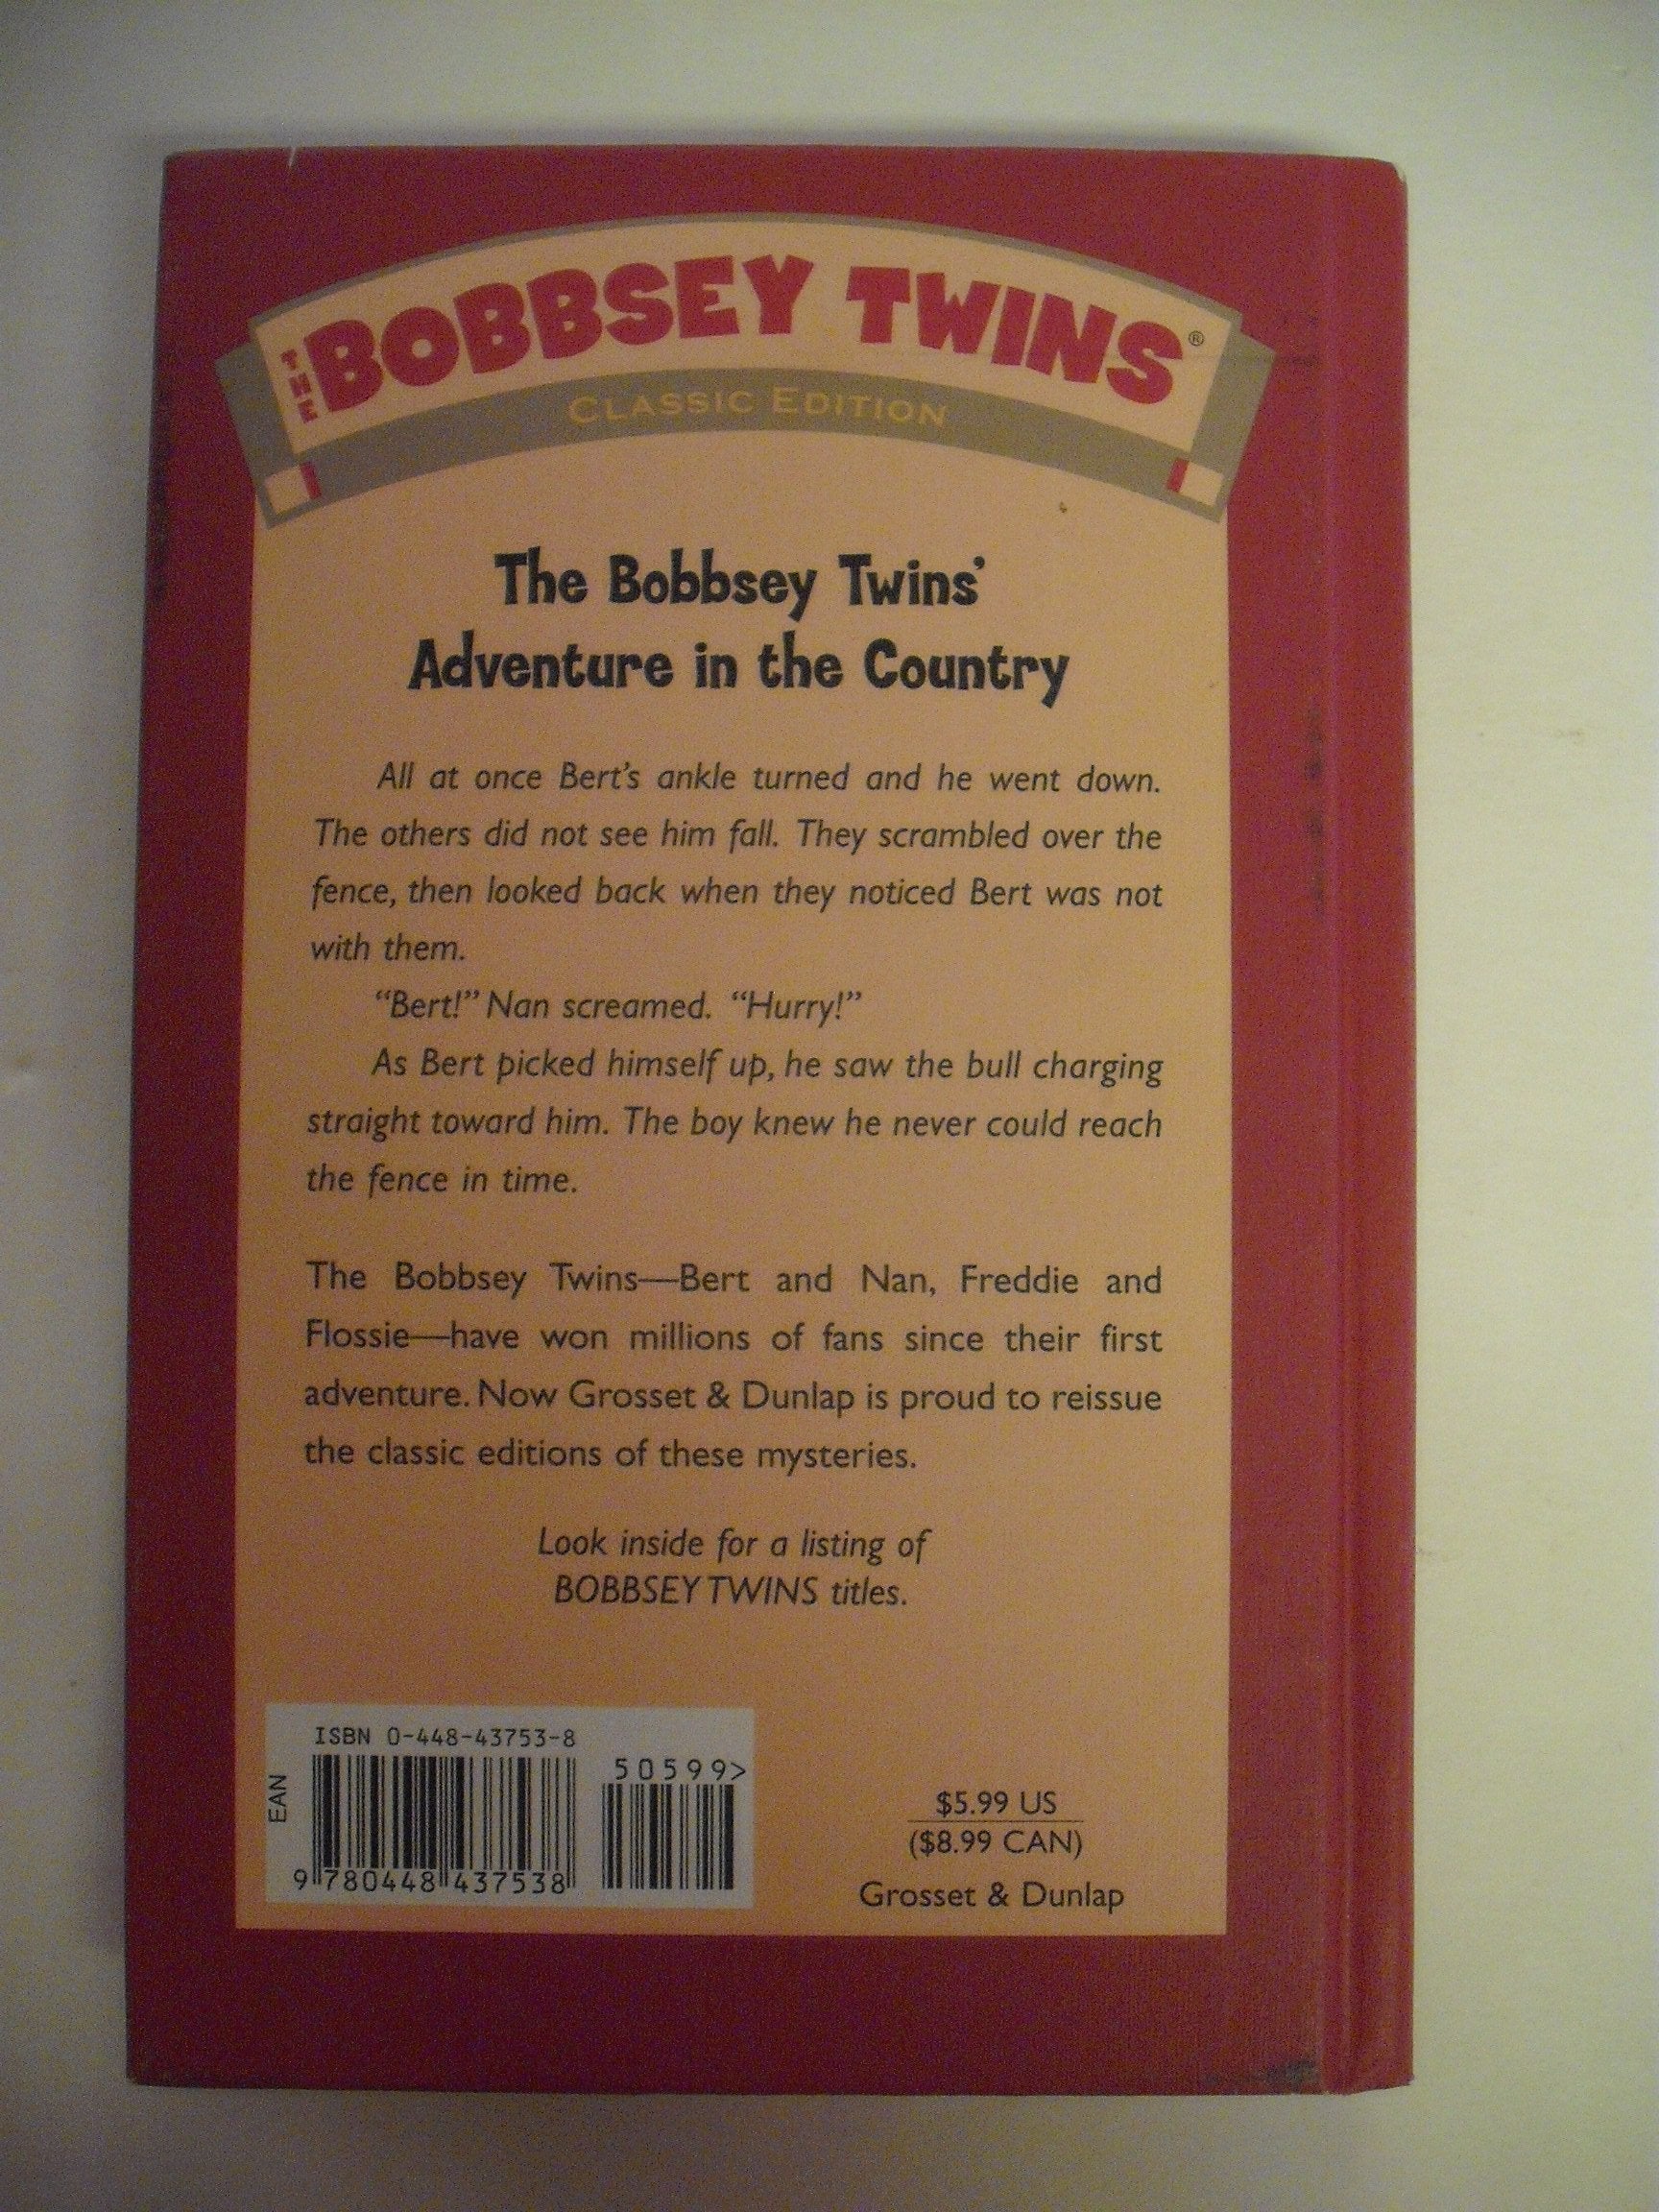 THE BOBBSEY TWINS®
CLASSIC EDITION
The Bobbsey Twins'
Adventure in the Country
All at once Bert's ankle turned and he went down.
The others did not see him fall. They scrambled over the
fence, then looked back when they noticed Bert was not
with them.
"Bert!" Nan screamed. "Hurry!"
As Bert picked himself up, he saw the bull charging
straight toward him. The boy knew he never could reach
the fence in time.
The Bobbsey Twins—Bert and Nan, Freddie and
Flossie—have won millions of fans since their first
adventure. Now Grosset & Dunlap is proud to reissue
the classic editions of these mysteries.
Look inside for a listing of
BOBBSEY TWINS titles.
ISBN 0-448-43753-8
50599>
EAN
9 780448 437538
$5.99 US
($8.99 CAN)
Grosset & Dunlap